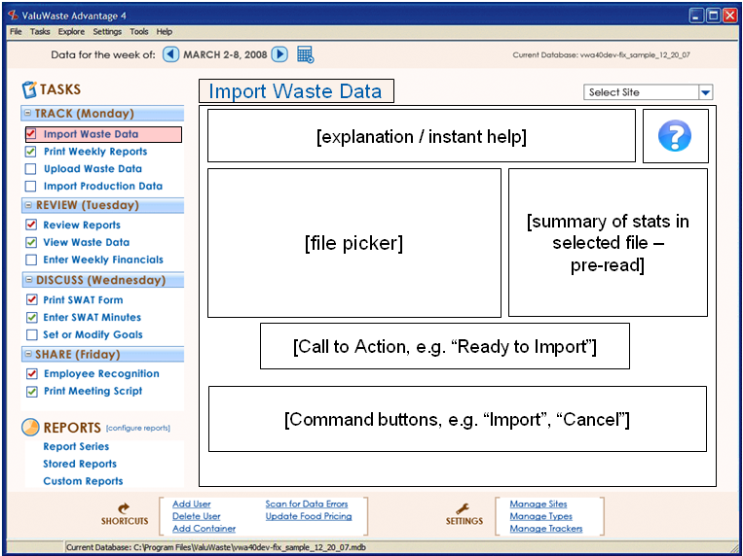 ValuWaste Advantage 4
File Tasks Explore Settings Tools Help
Data for the week of: MARCH 2-8, 2008
Current Database: vwa40dev-fix_sample_12_20_07
TASKS
TRACK (Monday)
Import Waste Data
Print Weekly Reports
Upload Waste Data
Import Production Data
REVIEW (Tuesday)
Review Reports
View Waste Data
Enter Weekly Financials
DISCUSS (Wednesday)
Print SWAT Form
Enter SWAT Minutes
Set or Modify Goals
SHARE (Friday)
Employee Recognition
Print Meeting Script
REPORTS [configure reports]
Report Series
Stored Reports
Custom Reports
Import Waste Data
Select Site
[explanation / instant help]
?
[file picker]
[summary of stats in
selected file –
pre-read]
[Call to Action, e.g. “Ready to Import”]
[Command buttons, e.g. “Import”, “Cancel”]
SHORTCUTS
Add User
Delete User
Add Container
Scan for Data Errors
Update Food Pricing
SETTINGS
Manage Sites
Manage Types
Manage Trackers
Current Database: C:\Program Files\ValuWaste\vwa40dev-fix_sample_12_20_07.mdb